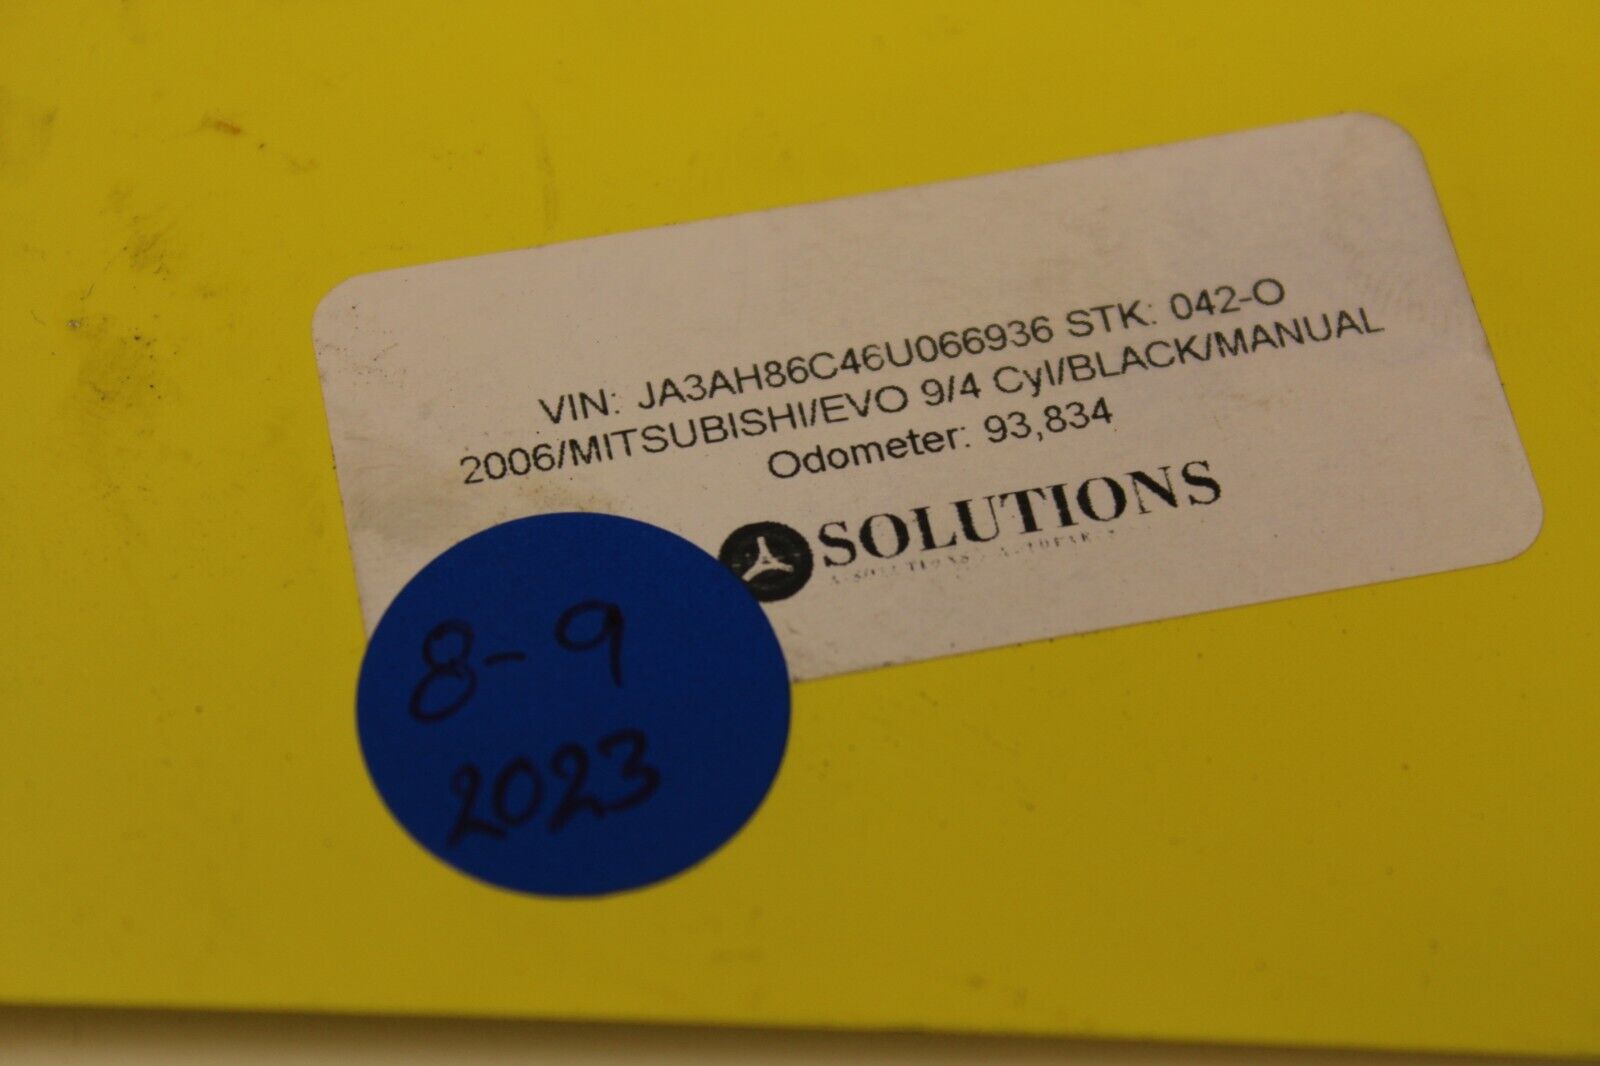 VIN: JA3AH86C46U066936 STK: 042-O
2006/MITSUBISHI/EVO 9/4 Cyl/BLACK/MANUAL
Odometer: 93,834
SOLUTIONS
8-9
2023